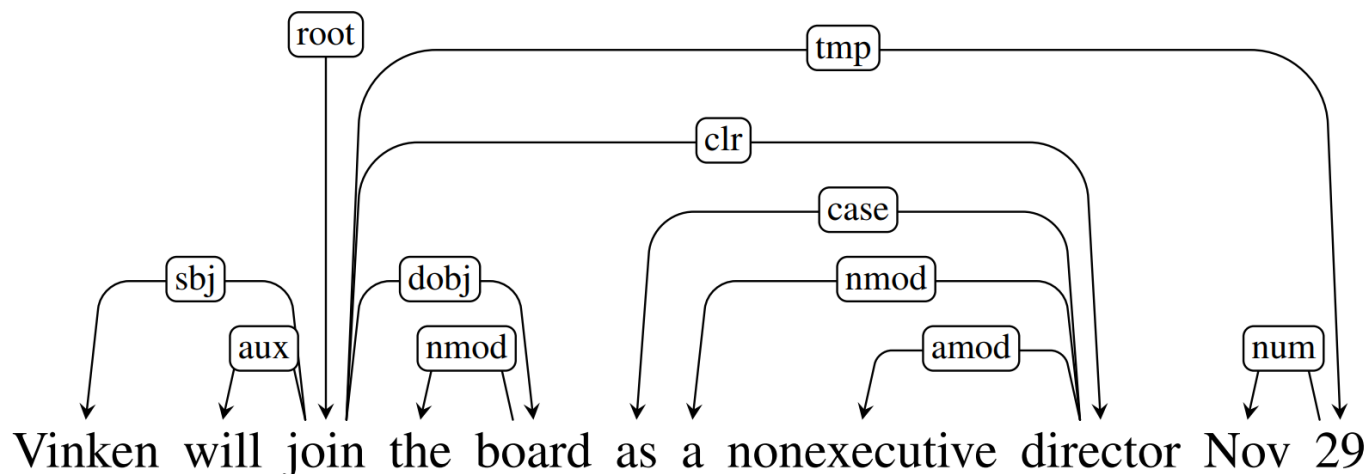 root
tmp
clr
case
sbj dobj nmod
aux nmod amod num
Vinken will join the board as a nonexecutive director Nov 29